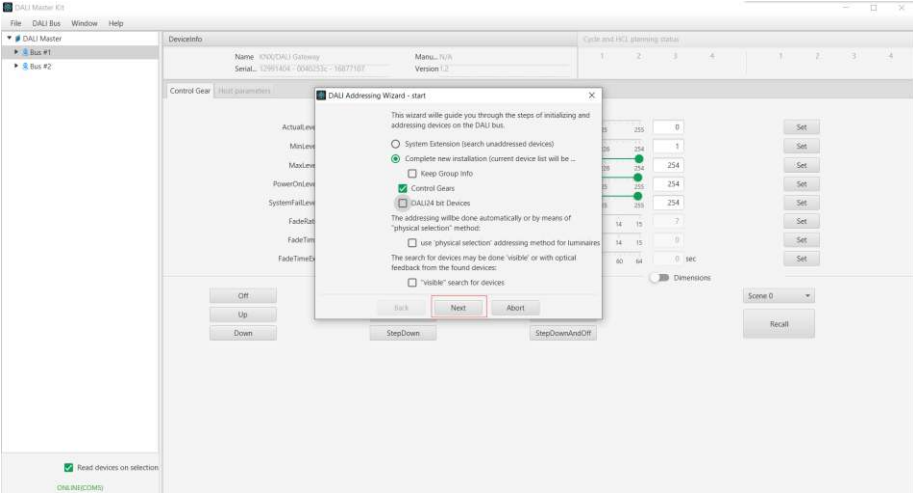 DALI Master Kit
File DALI Bus Window Help
DALI Master
Bus #1
Bus #2
DeviceInfo
Cycle and HCL planning status
Name KNX/DALI Gateway
Manu... N/A
1 2 3 4 1 2 3 4
Version 1.2
Control Gear Host parameters
DALI Addressing Wizard - start
This wizard wille guide you through the steps of initializing and
addressing devices on the DALI bus.
System Extension (search unaddressed devices)
Complete new installation (current device list will be ...
Keep Group Info
Control Gears
DALI24 bit Devices
The addressing willbe done automatically or by means of
"physical selection" method:
use 'physical selection' addressing method for luminaires
The search for devices may be done 'visible' or with optical
feedback from the found devices:
"visible" search for devices
Back Next Abort
ActualLeve
255 0 Set
MinLeve
254 1 Set
MaxLeve
254 254 Set
PowerOnLeve
255 254 Set
SystemFailLeve
255 254 Set
FadeRat
14 15 7 Set
FadeTim
14 15 0 Set
FadeTimeE
60 64 0 sec Set
Dimensions
Off
Scene 0
Up
Recall
Down StepDown StepDownAndOff
Read devices on selection
ONLINE(COM5)